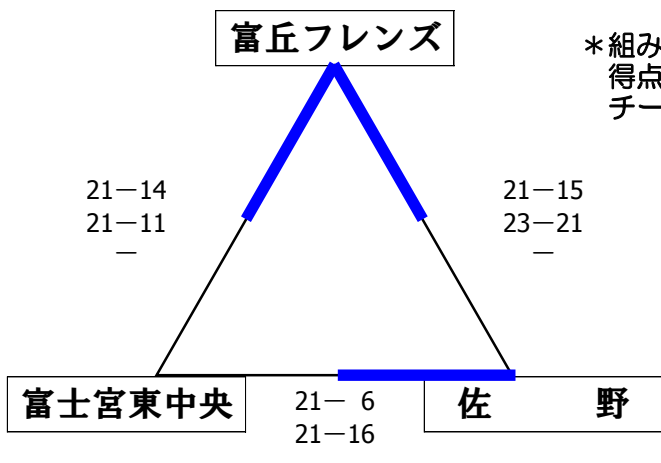 富丘フレンズ
＊組み
得点
チー
21－14
21－11
－
21－15
23－21
－
富士宮東中央
21－ 6
21－16
佐　　野